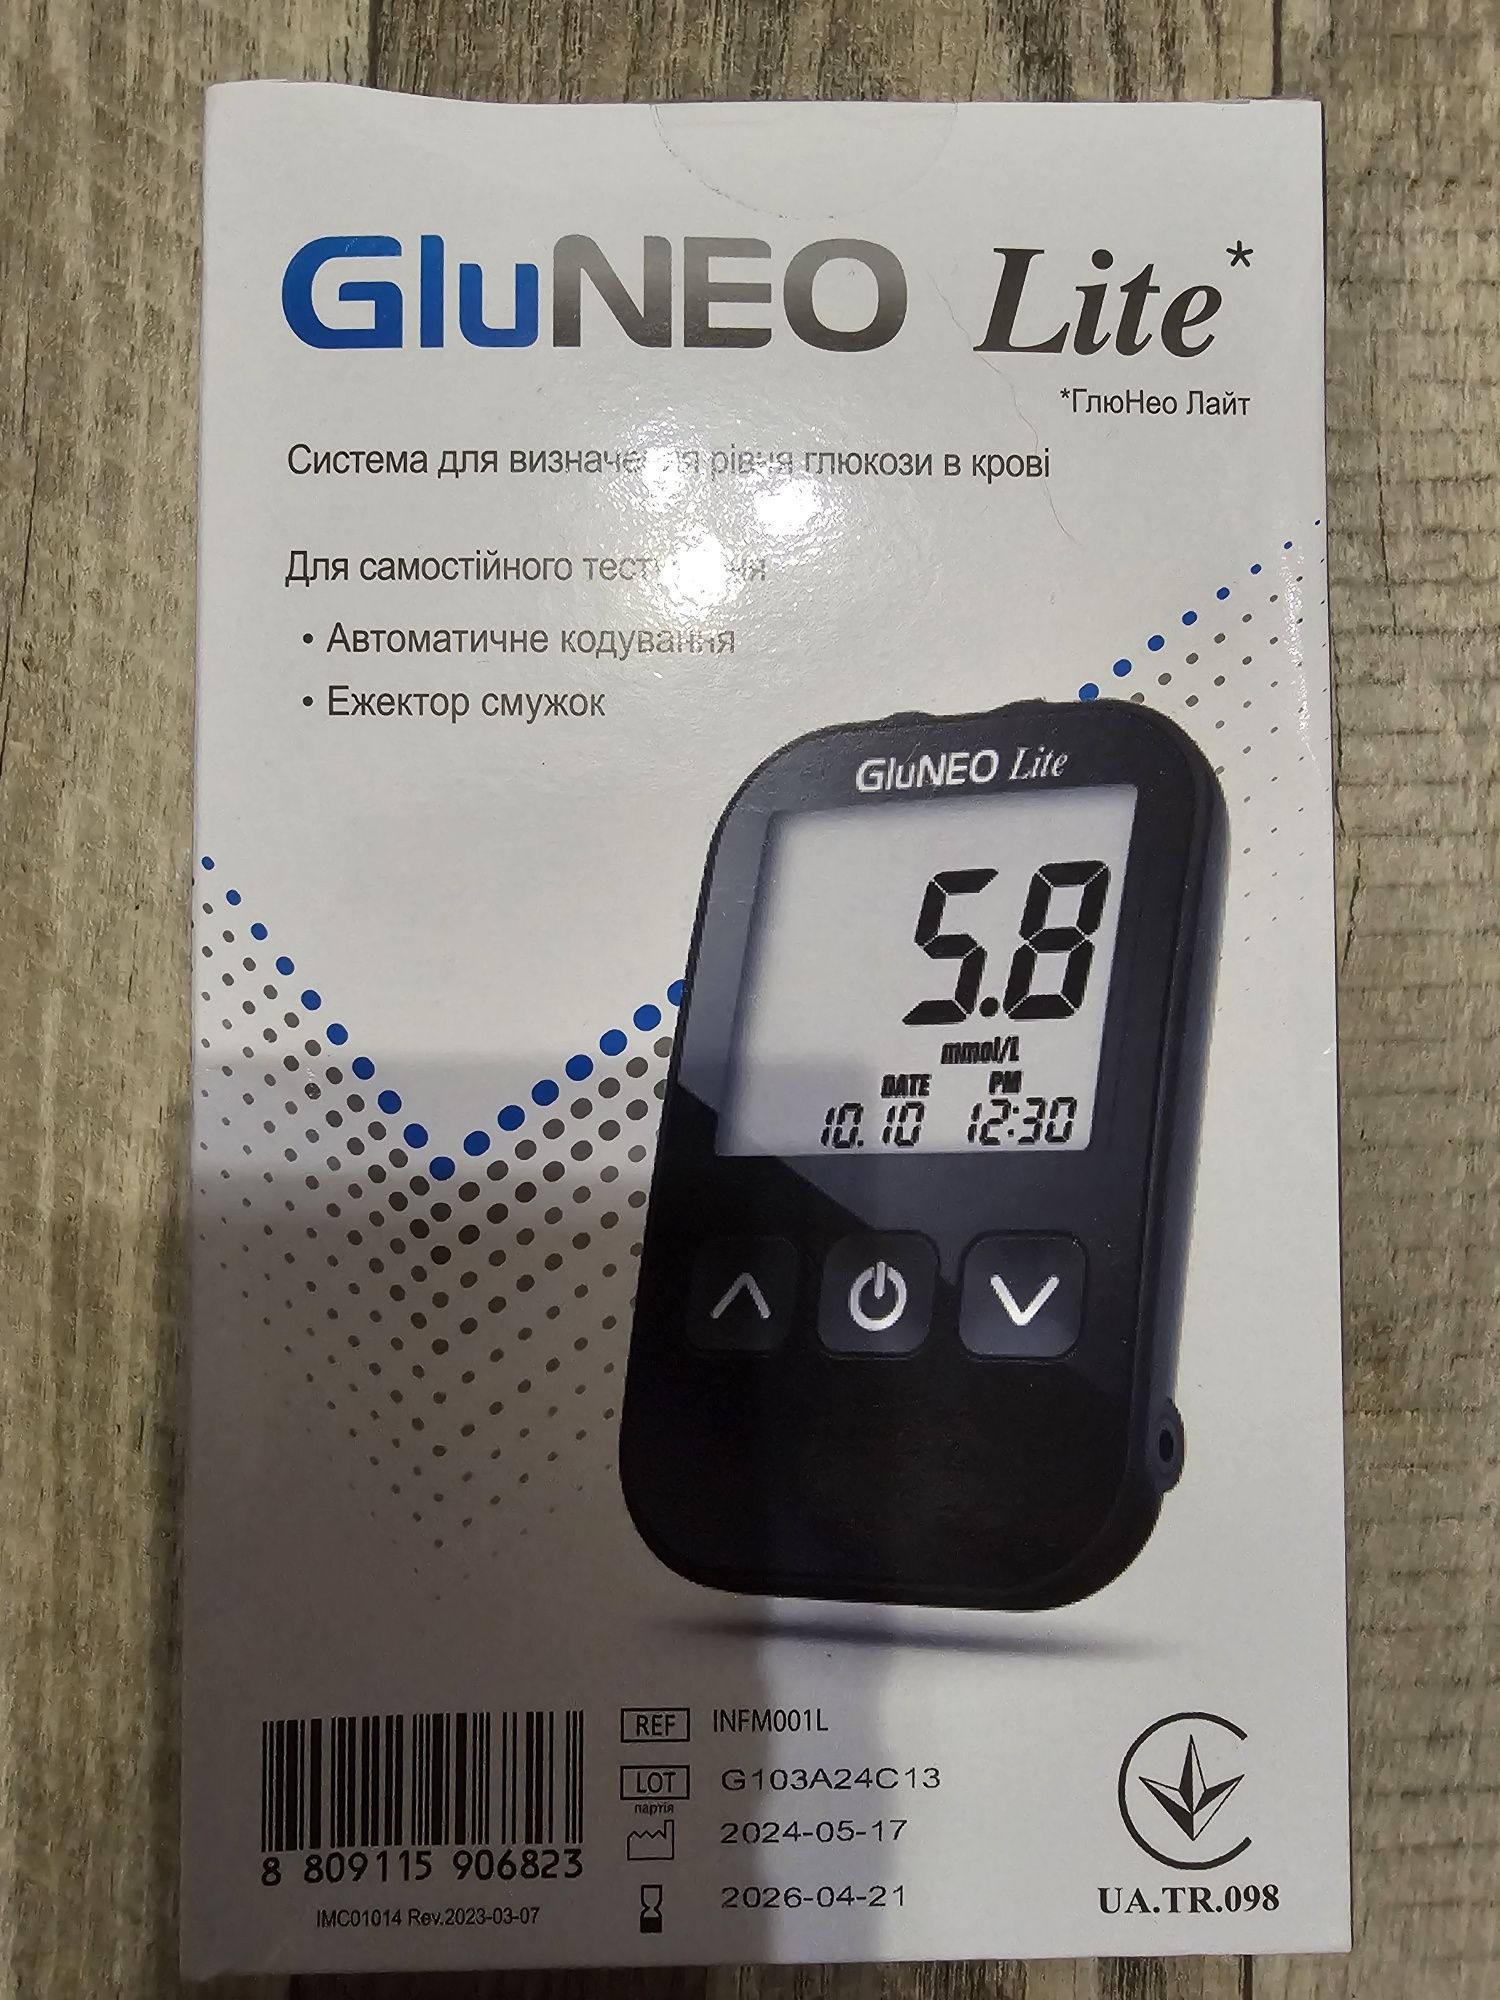 GluNEO Lite*
*ГлюНео Лайт
Система для визначення рівня глюкози в крові
Для самостійного тестування
• Автоматичне кодування
• Ежектор смужок
GluNEO Lite
5.8
mmol/L
DATE PM
10.10 12:30
REF INFM001L
LOT G103A24C13
партія
2024-05-17
2026-04-21
8 809115 906823
IMC01014 Rev.2023-03-07
UA.TR.098